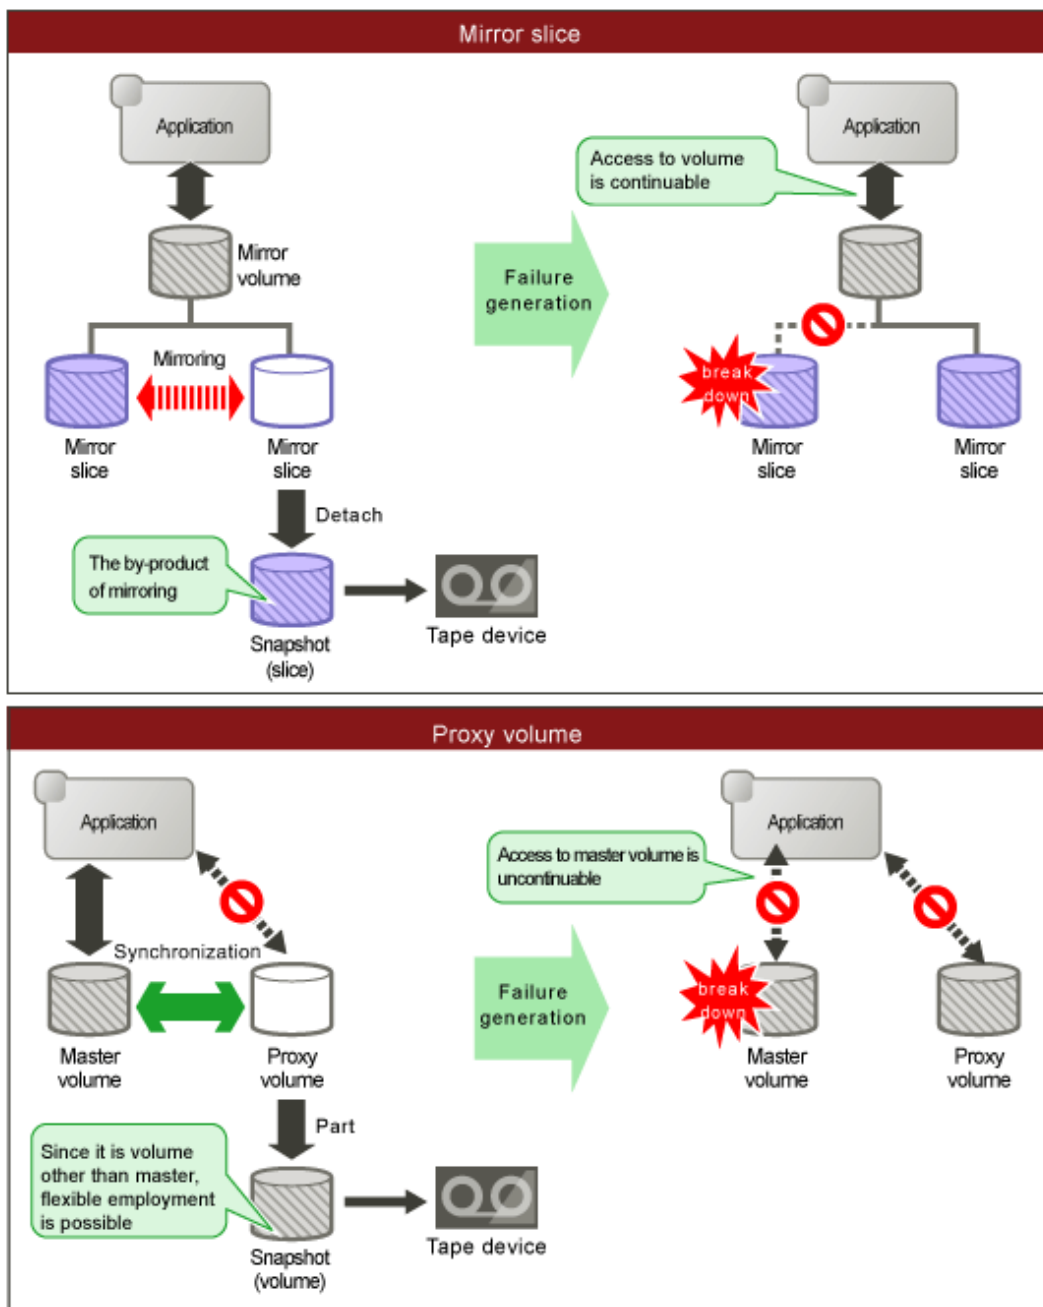 Mirror slice
Application
Mirror
volume
Mirroring
Mirror
slice
Mirror
slice
Detach
The by-product
of mirroring
Snapshot
(slice)
Tape device
Failure
generation
Application
Access to volume
is continuable
break
down
Mirror
slice
Mirror
slice
Proxy volume
Application
Synchronization
Master
volume
Proxy
volume
Part
Since it is volume
other than master,
flexible employment
is possible
Snapshot
(volume)
Tape device
Failure
generation
Application
Access to master volume is
uncontinuable
break
down
Master
volume
Proxy
volume